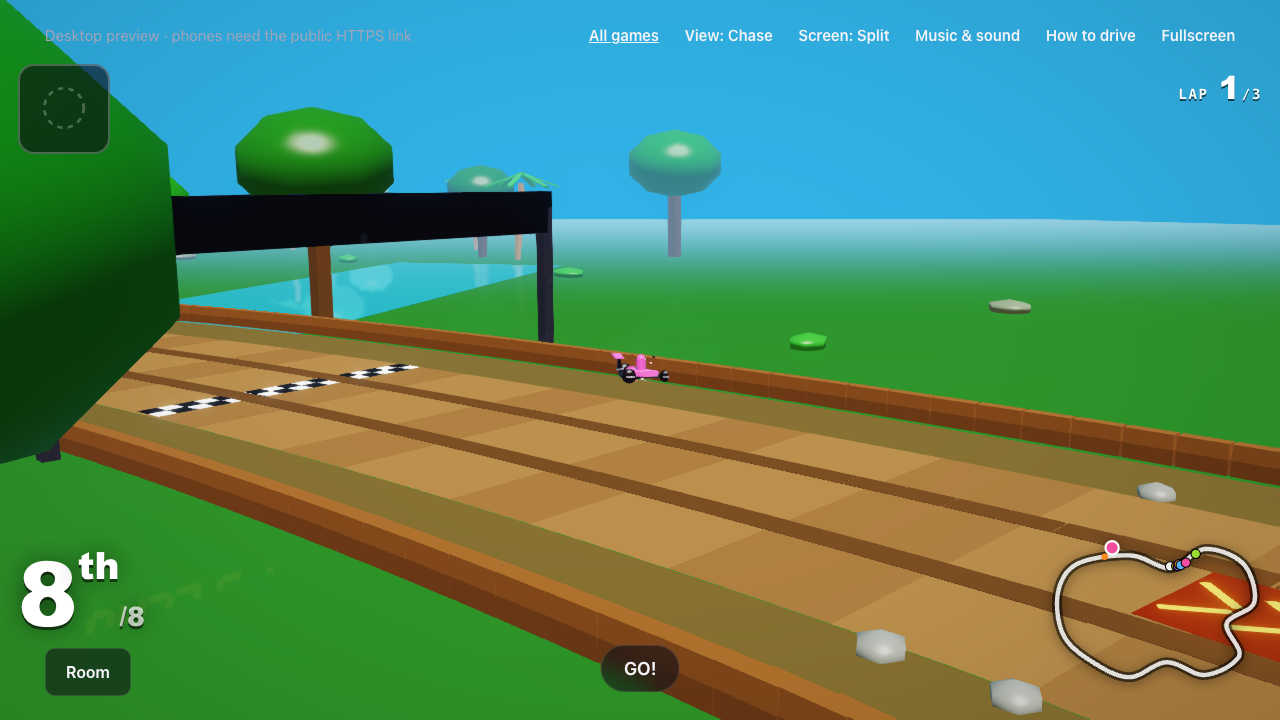 Desktop preview · phones need the public HTTPS link
All games
View: Chase
Screen: Split
Music & sound
How to drive
Fullscreen
LAP 1/3
8th/8
Room
GO!